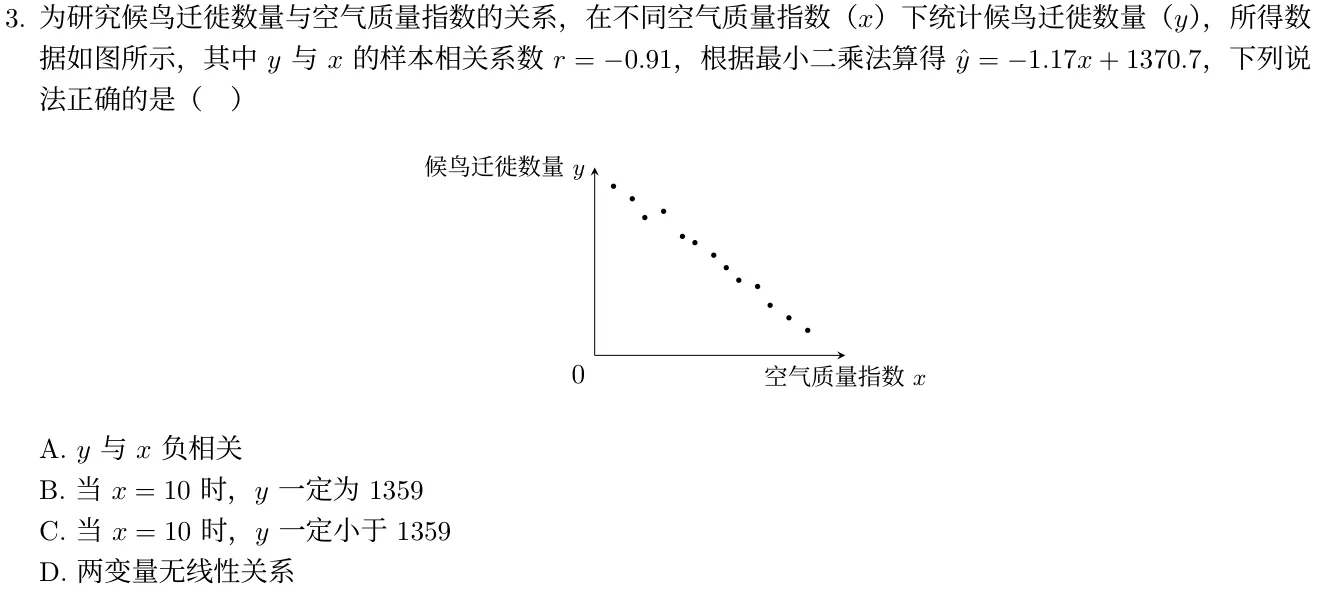 3. 为研究候鸟迁徙数量与空气质量指数的关系，在不同空气质量指数（x）下统计候鸟迁徙数量（y），所得数
据如图所示，其中 y 与 x 的样本相关系数 r = −0.91，根据最小二乘法算得 ŷ = −1.17x + 1370.7，下列说
法正确的是（ ）
候鸟迁徙数量 y
0
空气质量指数 x
A. y 与 x 负相关
B. 当 x = 10 时，y 一定为 1359
C. 当 x = 10 时，y 一定小于 1359
D. 两变量无线性关系